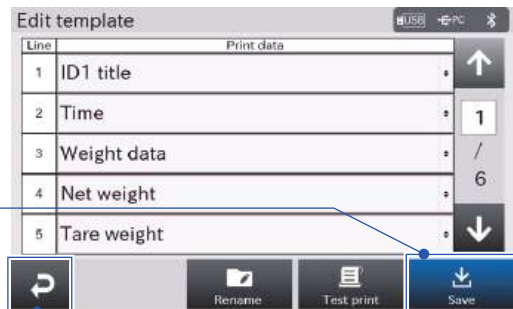 Edit template USB PC
Line Print data
1 ID1 title
2 Time
3 Weight data
4 Net weight
5 Tare weight
1
/
6
Rename Test print Save